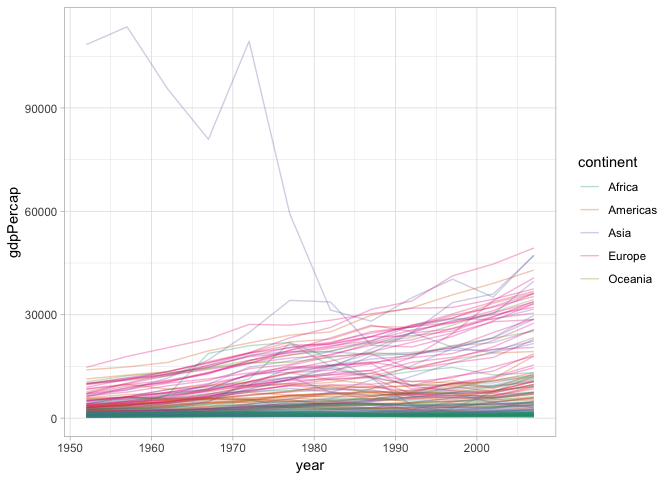 90000
60000
30000
0
gdpPercap
1950
1960
1970
1980
1990
2000
year
continent
Africa
Americas
Asia
Europe
Oceania